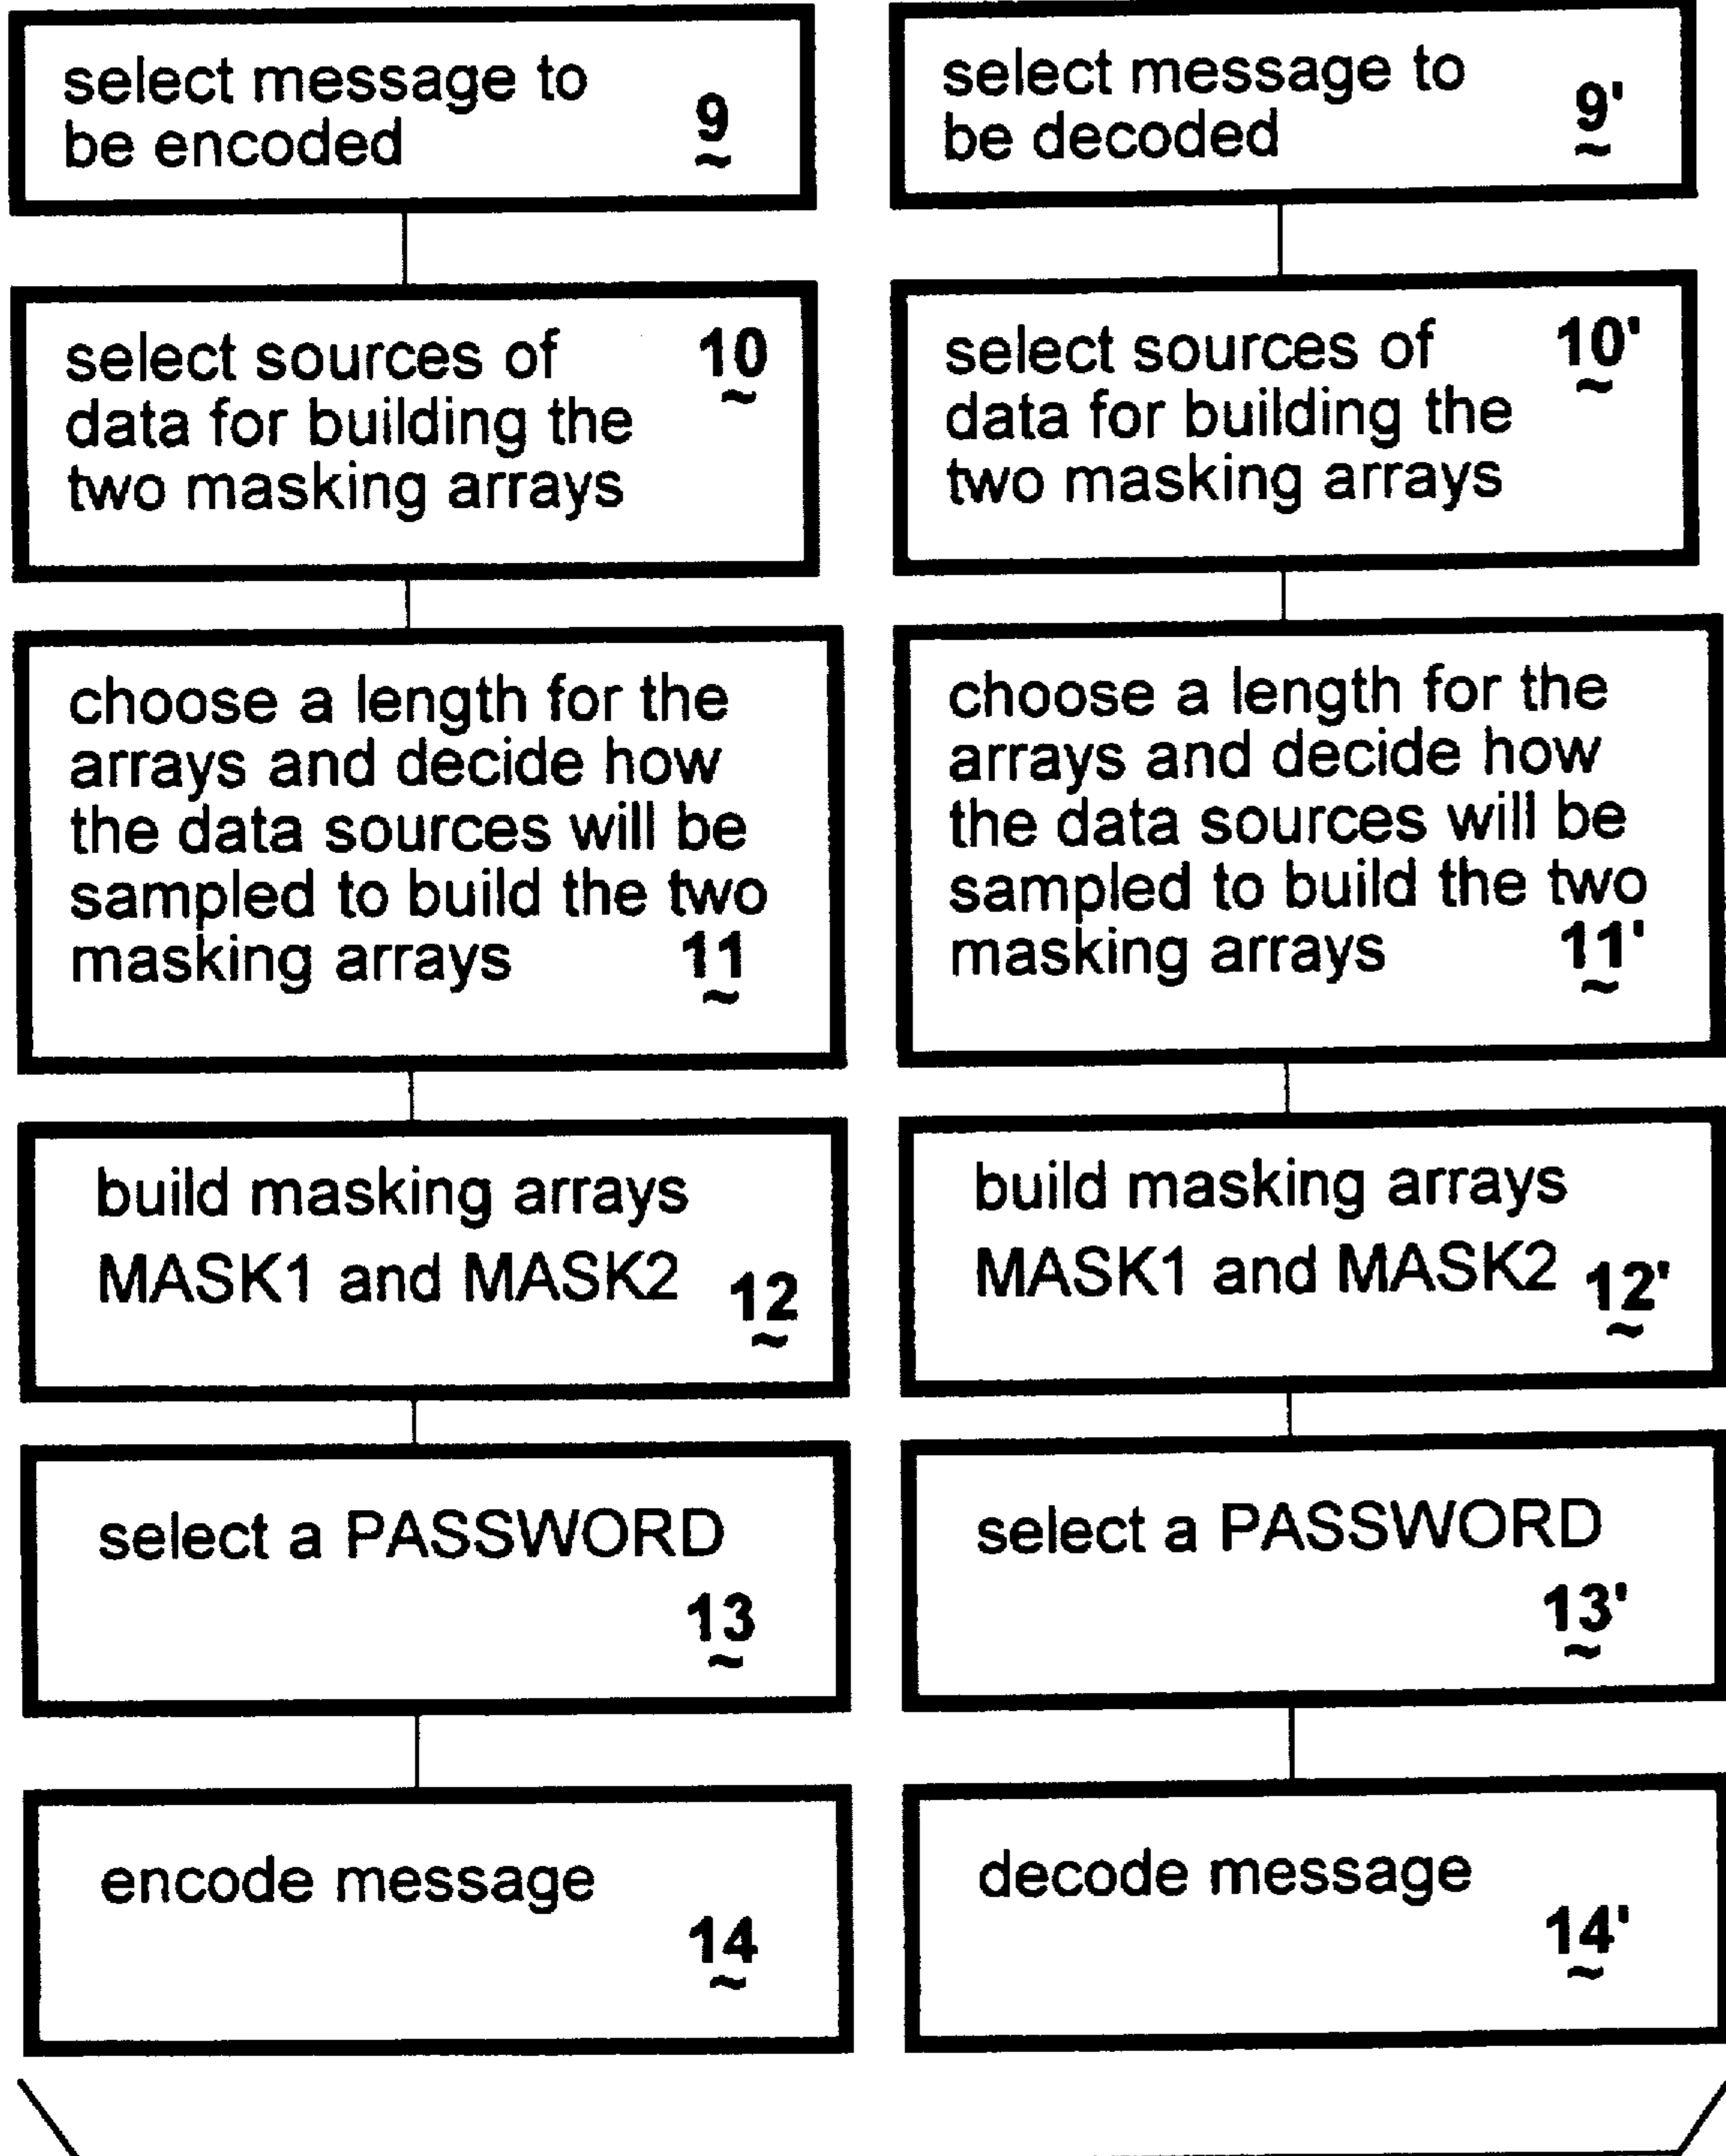 select message to
be encoded 9
select sources of 10
data for building the
two masking arrays
choose a length for the
arrays and decide how
the data sources will be
sampled to build the two
masking arrays 11
build masking arrays
MASK1 and MASK2 12
select a PASSWORD
13
encode message
14
select message to
be decoded 9'
select sources of 10'
data for building the
two masking arrays
choose a length for the
arrays and decide how
the data sources will be
sampled to build the two
masking arrays 11'
build masking arrays
MASK1 and MASK2 12'
select a PASSWORD
13'
decode message
14'